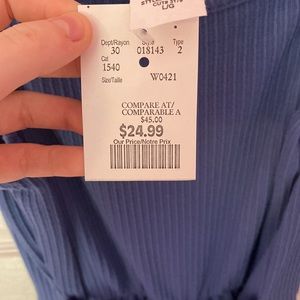 Dept/Rayon Style Type
30 018143 2
Cat
1540
Size/Taille W0421
COMPARE AT/
COMPARABLE A
$45.00
$24.99
Our Price/Notre Prix